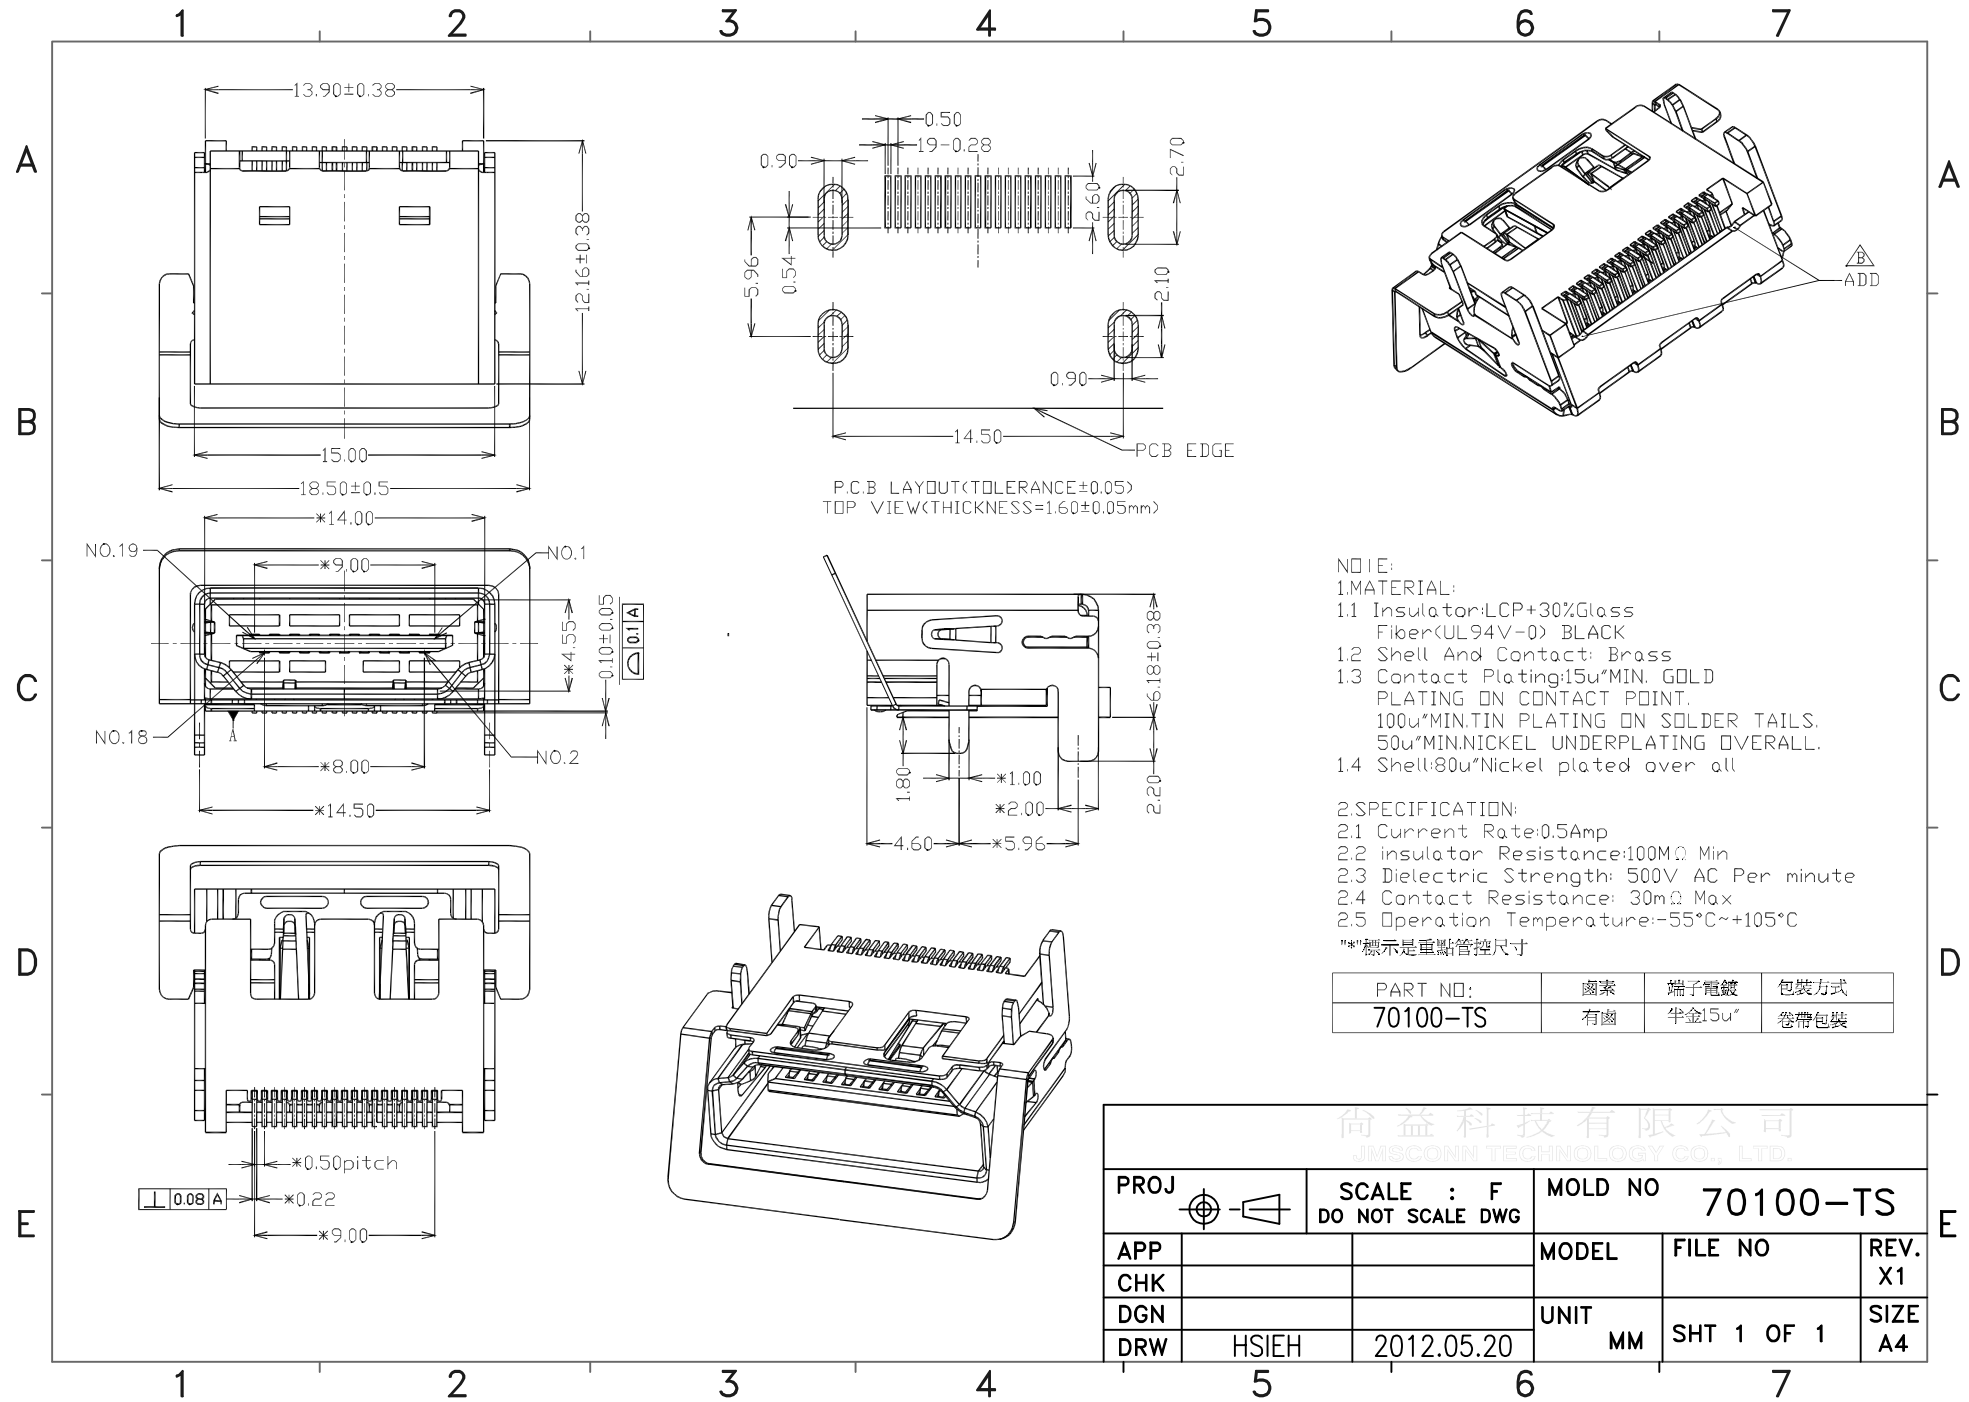 1 2 3 4 5 6 7
A
B
C
D
E
A
B
C
D
E
13.90±0.38
12.16±0.38
15.00
18.50±0.5
0.50
19-0.28
0.90
2.70
2.60
5.96
0.54
2.10
0.90
14.50
PCB EDGE
P.C.B LAYOUT(TOLERANCE±0.05)
TOP VIEW(THICKNESS=1.60±0.05mm)
B
ADD
*14.00
NO.19
*9.00
NO.1
*4.55
0.10±0.05
0.1 A
NO.18
A
*8.00
NO.2
*14.50
6.18±0.38
1.80
*1.00
*2.00
2.20
4.60
*5.96
*0.50pitch
⊥ 0.08 A
*0.22
*9.00
NOTE:
1.MATERIAL:
1.1 Insulator:LCP+30%Glass
Fiber(UL94V-0) BLACK
1.2 Shell And Contact: Brass
1.3 Contact Plating:15u"MIN. GOLD
PLATING ON CONTACT POINT.
100u"MIN.TIN PLATING ON SOLDER TAILS.
50u"MIN.NICKEL UNDERPLATING OVERALL.
1.4 Shell:80u"Nickel plated over all
2.SPECIFICATION:
2.1 Current Rate:0.5Amp
2.2 insulator Resistance:100MΩ Min
2.3 Dielectric Strength: 500V AC Per minute
2.4 Contact Resistance: 30mΩ Max
2.5 Operation Temperature:-55°C~+105°C
"*"標示是重點管控尺寸
PART NO: 鹵素 端子電鍍 包裝方式
70100-TS 有鹵 半金15u" 卷帶包裝
尚益科技有限公司
JMSCONN TECHNOLOGY CO., LTD.
PROJ
SCALE : F
DO NOT SCALE DWG
MOLD NO 70100-TS
APP
CHK
DGN
DRW HSIEH 2012.05.20
MODEL
FILE NO
REV.
X1
UNIT
MM
SHT 1 OF 1
SIZE
A4
1 2 3 4 5 6 7